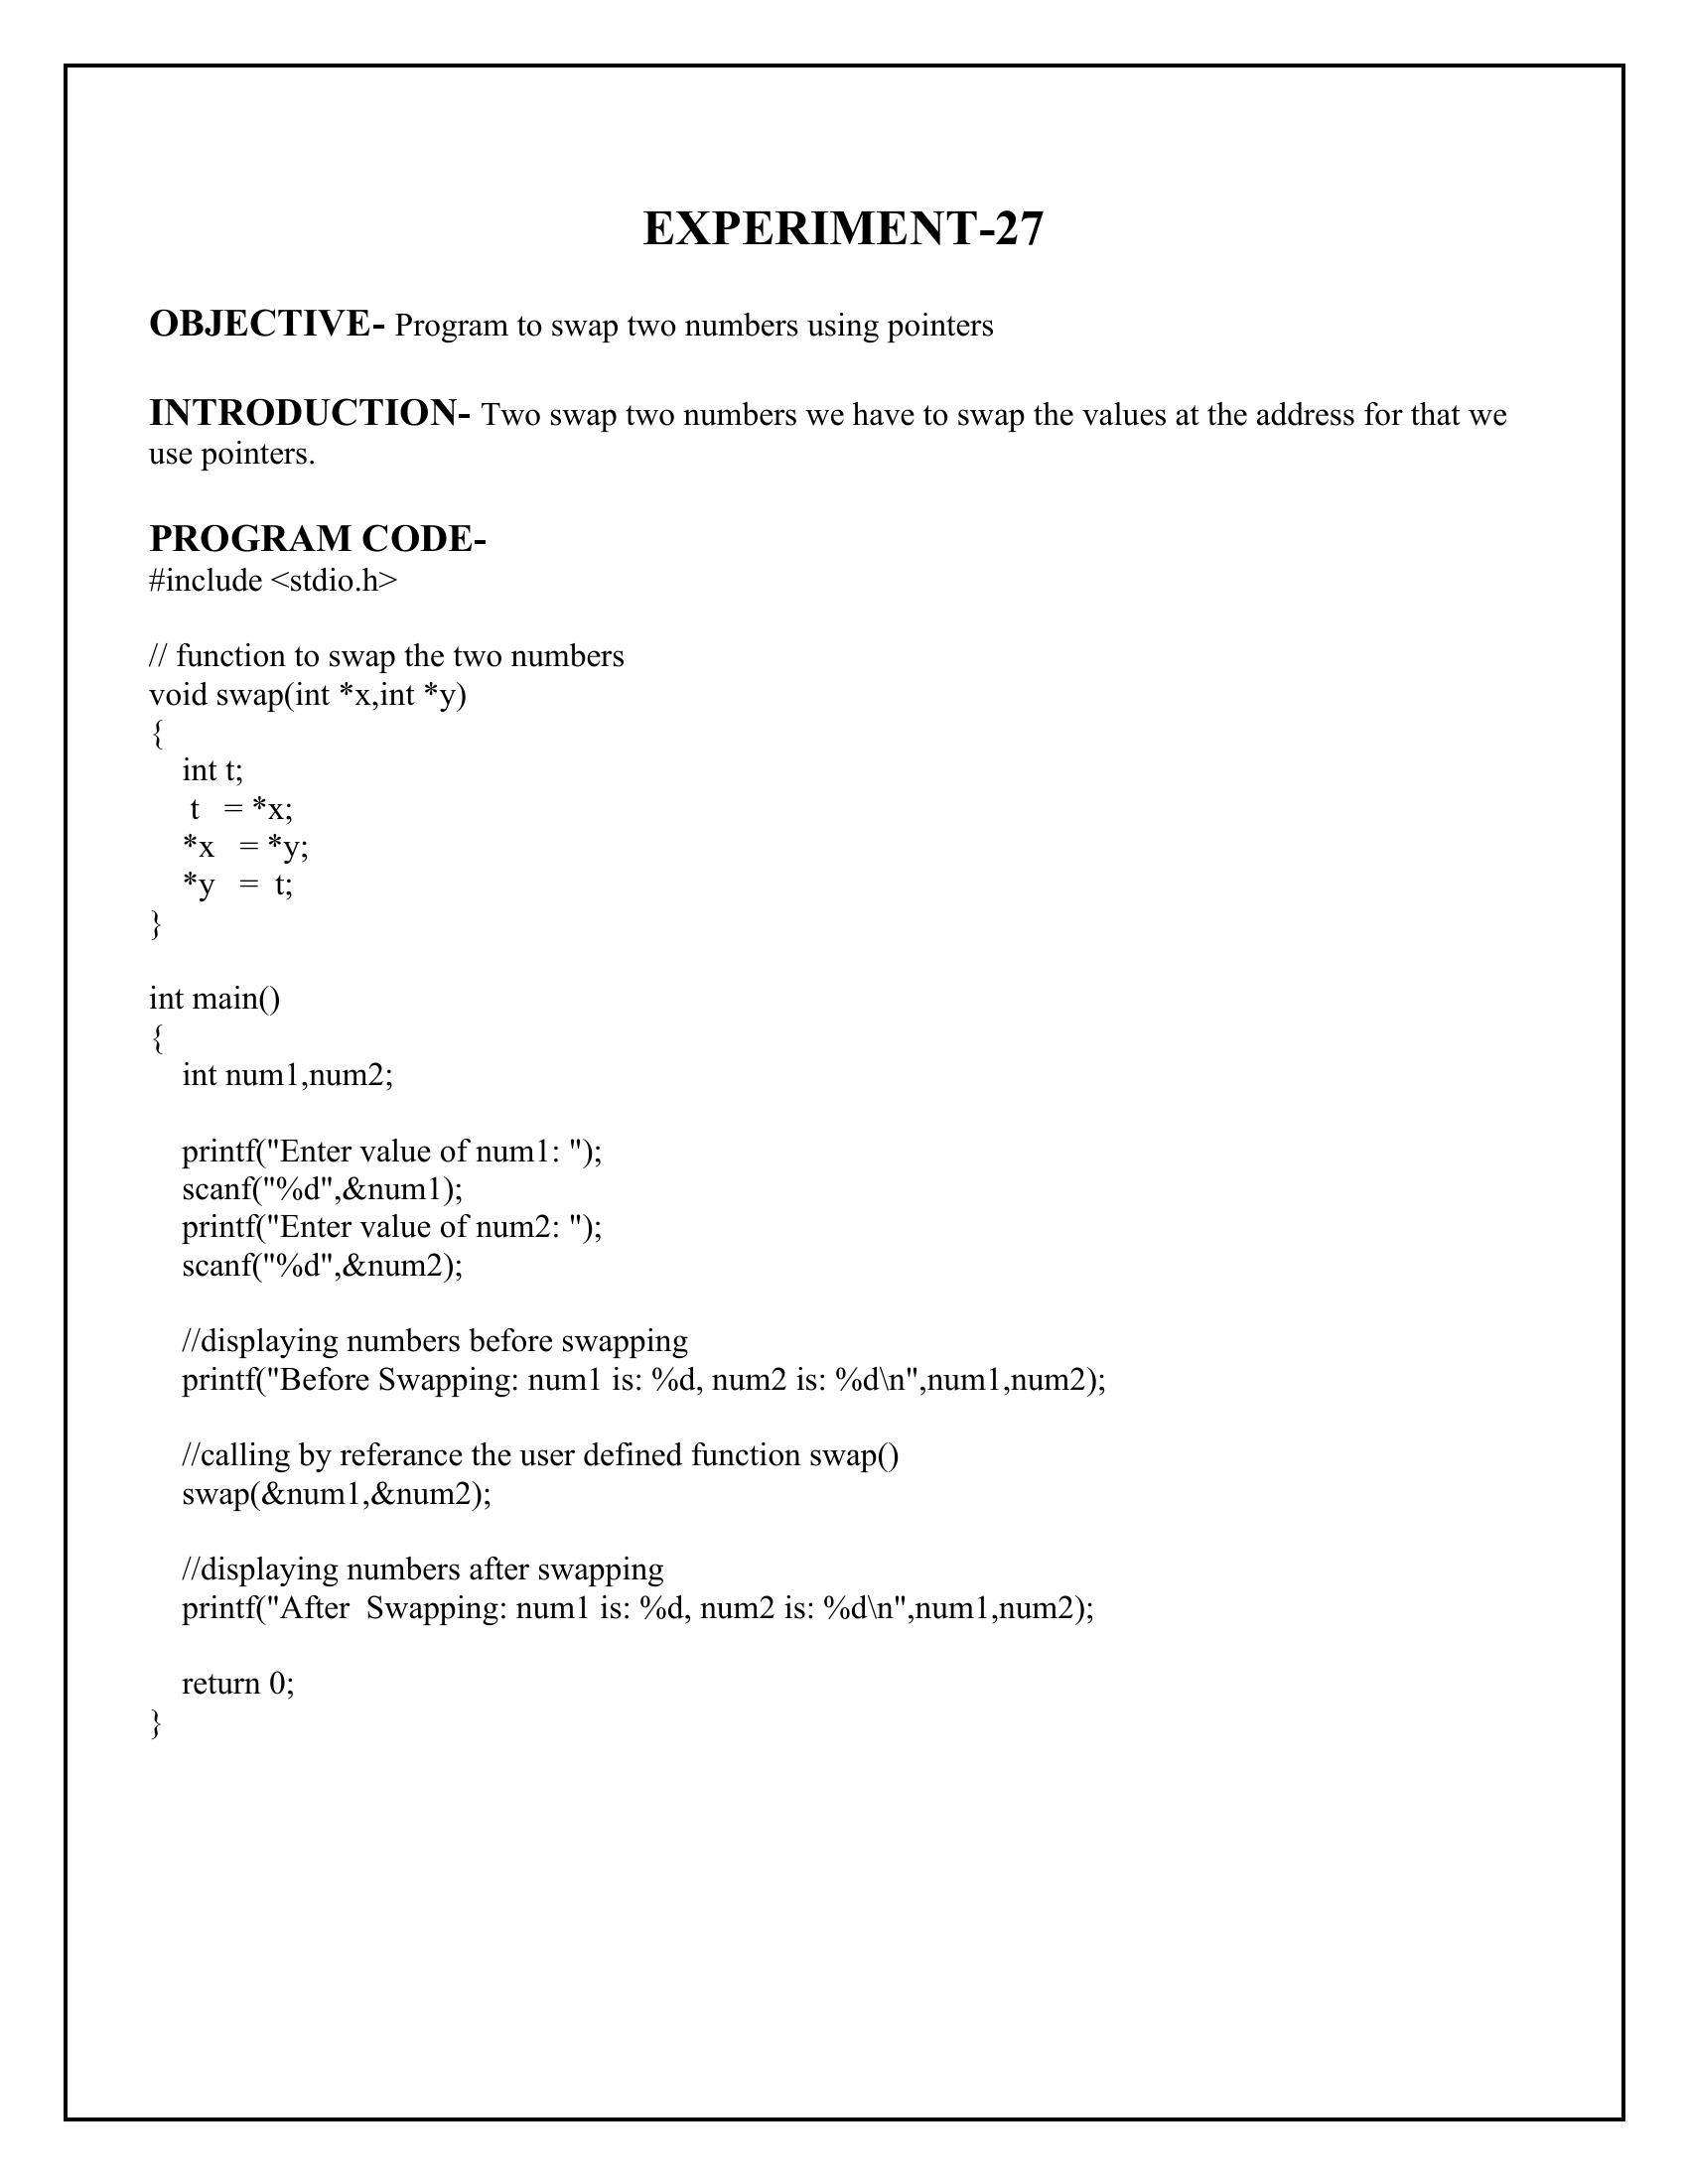 EXPERIMENT-27
OBJECTIVE- Program to swap two numbers using pointers
INTRODUCTION- Two swap two numbers we have to swap the values at the address for that we
use pointers.
PROGRAM CODE-
#include <stdio.h>
// function to swap the two numbers
void swap(int *x,int *y)
{
    int t;
     t   = *x;
    *x   = *y;
    *y   =  t;
}
int main()
{
    int num1,num2;
    printf("Enter value of num1: ");
    scanf("%d",&num1);
    printf("Enter value of num2: ");
    scanf("%d",&num2);
    //displaying numbers before swapping
    printf("Before Swapping: num1 is: %d, num2 is: %d\n",num1,num2);
    //calling by referance the user defined function swap()
    swap(&num1,&num2);
    //displaying numbers after swapping
    printf("After  Swapping: num1 is: %d, num2 is: %d\n",num1,num2);
    return 0;
}